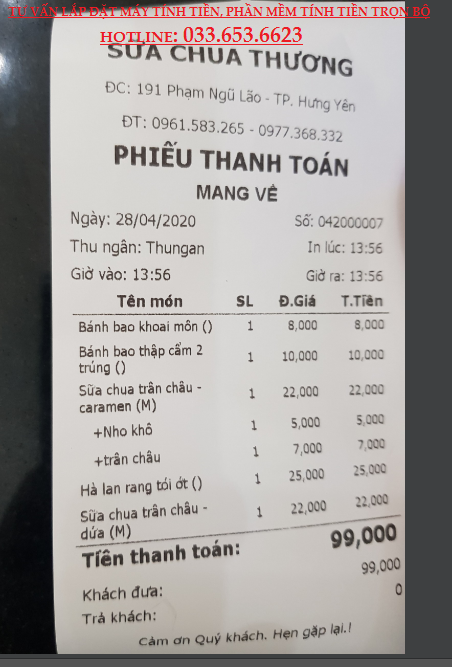 TƯ VẤN LẮP ĐẶT MÁY TÍNH TIỀN, PHẦN MỀM TÍNH TIỀN TRỌN BỘ
HOTLINE: 033.653.6623
SỮA CHUA THƯƠNG
ĐC: 191 Phạm Ngũ Lão - TP. Hưng Yên
ĐT: 0961.583.265 - 0977.368.332
PHIẾU THANH TOÁN
MANG VỀ
Ngày: 28/04/2020 Số: 042000007
Thu ngân: Thungan In lúc: 13:56
Giờ vào: 13:56 Giờ ra: 13:56
Tên món SL Đ.Giá T.Tiền
Bánh bao khoai môn () 1 8,000 8,000
Bánh bao thập cẩm 2
trúng () 1 10,000 10,000
Sữa chua trân châu -
caramen (M) 1 22,000 22,000
+Nho khô 1 5,000 5,000
+trân châu 1 7,000 7,000
Hà lan rang tói ớt () 1 25,000 25,000
Sữa chua trân châu -
dứa (M) 1 22,000 22,000
Tiền thanh toán: 99,000
Khách đưa: 99,000
Trả khách: 0
Cảm ơn Quý khách. Hẹn gặp lại.!